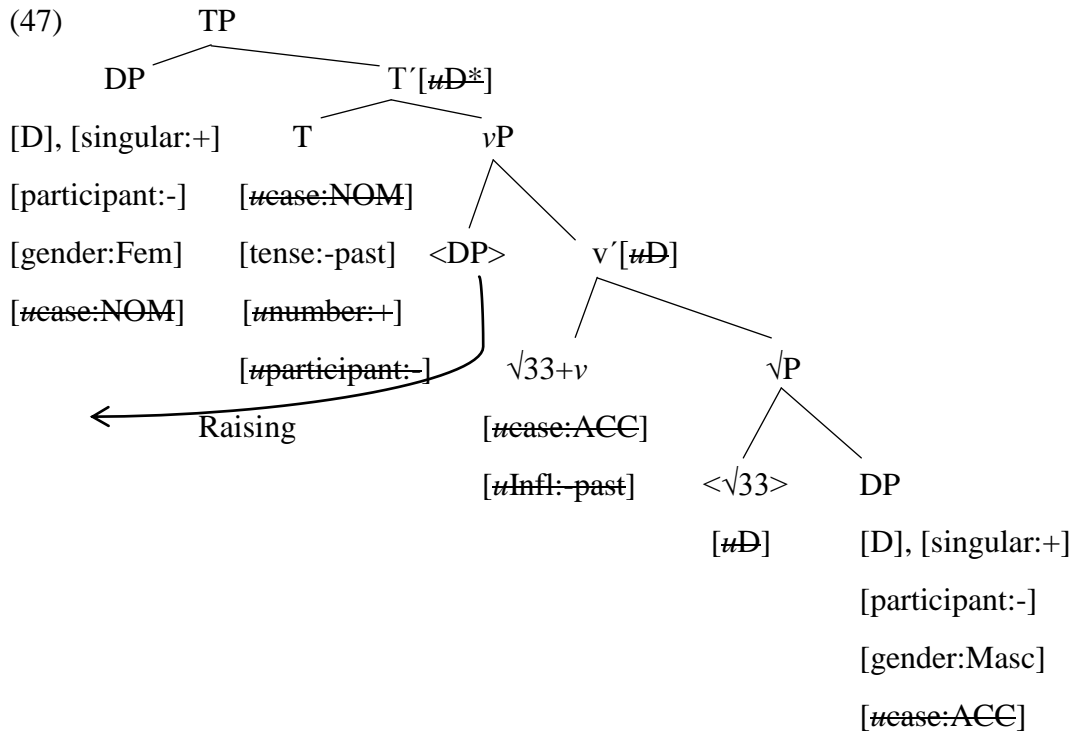 (47) TP
DP T´[uD*]
[D], [singular:+] T vP
[participant:-] [ucase:NOM]
[gender:Fem] [tense:-past] <DP> v´[uD]
[ucase:NOM] [unumber:+]
[uparticipant:-] √33+v √P
Raising [ucase:ACC]
[uInfl:-past] <√33> DP
[uD] [D], [singular:+]
[participant:-]
[gender:Masc]
[ucase:ACC]